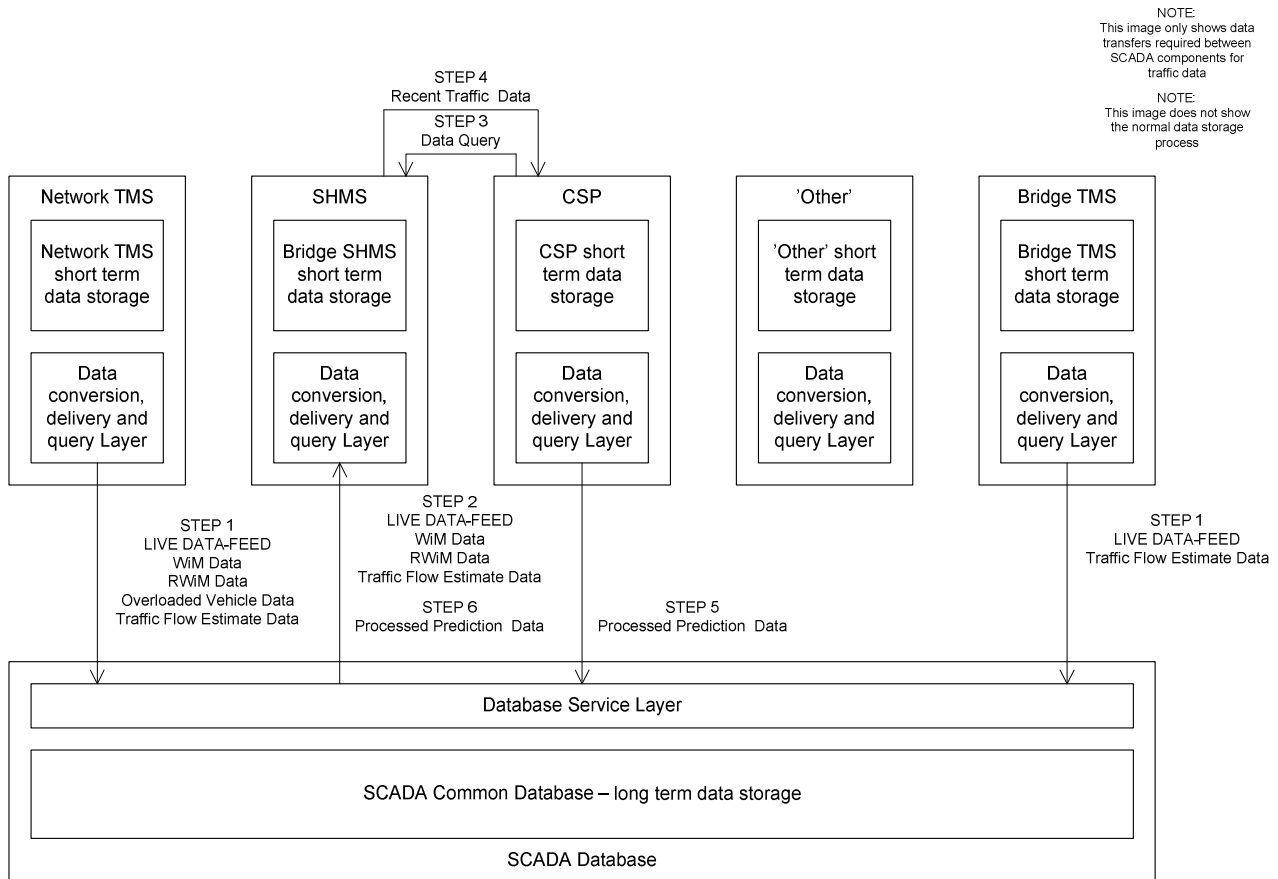 NOTE:
This image only shows data
transfers required between
SCADA components for
traffic data
NOTE:
This image does not show
the normal data storage
process
STEP 4
Recent Traffic Data
STEP 3
Data Query
Network TMS
Network TMS
short term
data storage
Data
conversion,
delivery and
query Layer
SHMS
Bridge SHMS
short term
data storage
Data
conversion,
delivery and
query Layer
CSP
CSP short
term data
storage
Data
conversion,
delivery and
query Layer
'Other'
'Other' short
term data
storage
Data
conversion,
delivery and
query Layer
Bridge TMS
Bridge TMS
short term
data storage
Data
conversion,
delivery and
query Layer
STEP 1
LIVE DATA-FEED
WiM Data
RWiM Data
Overloaded Vehicle Data
Traffic Flow Estimate Data
STEP 2
LIVE DATA-FEED
WiM Data
RWiM Data
Traffic Flow Estimate Data
STEP 6
Processed Prediction Data
STEP 5
Processed Prediction Data
STEP 1
LIVE DATA-FEED
Traffic Flow Estimate Data
Database Service Layer
SCADA Common Database – long term data storage
SCADA Database